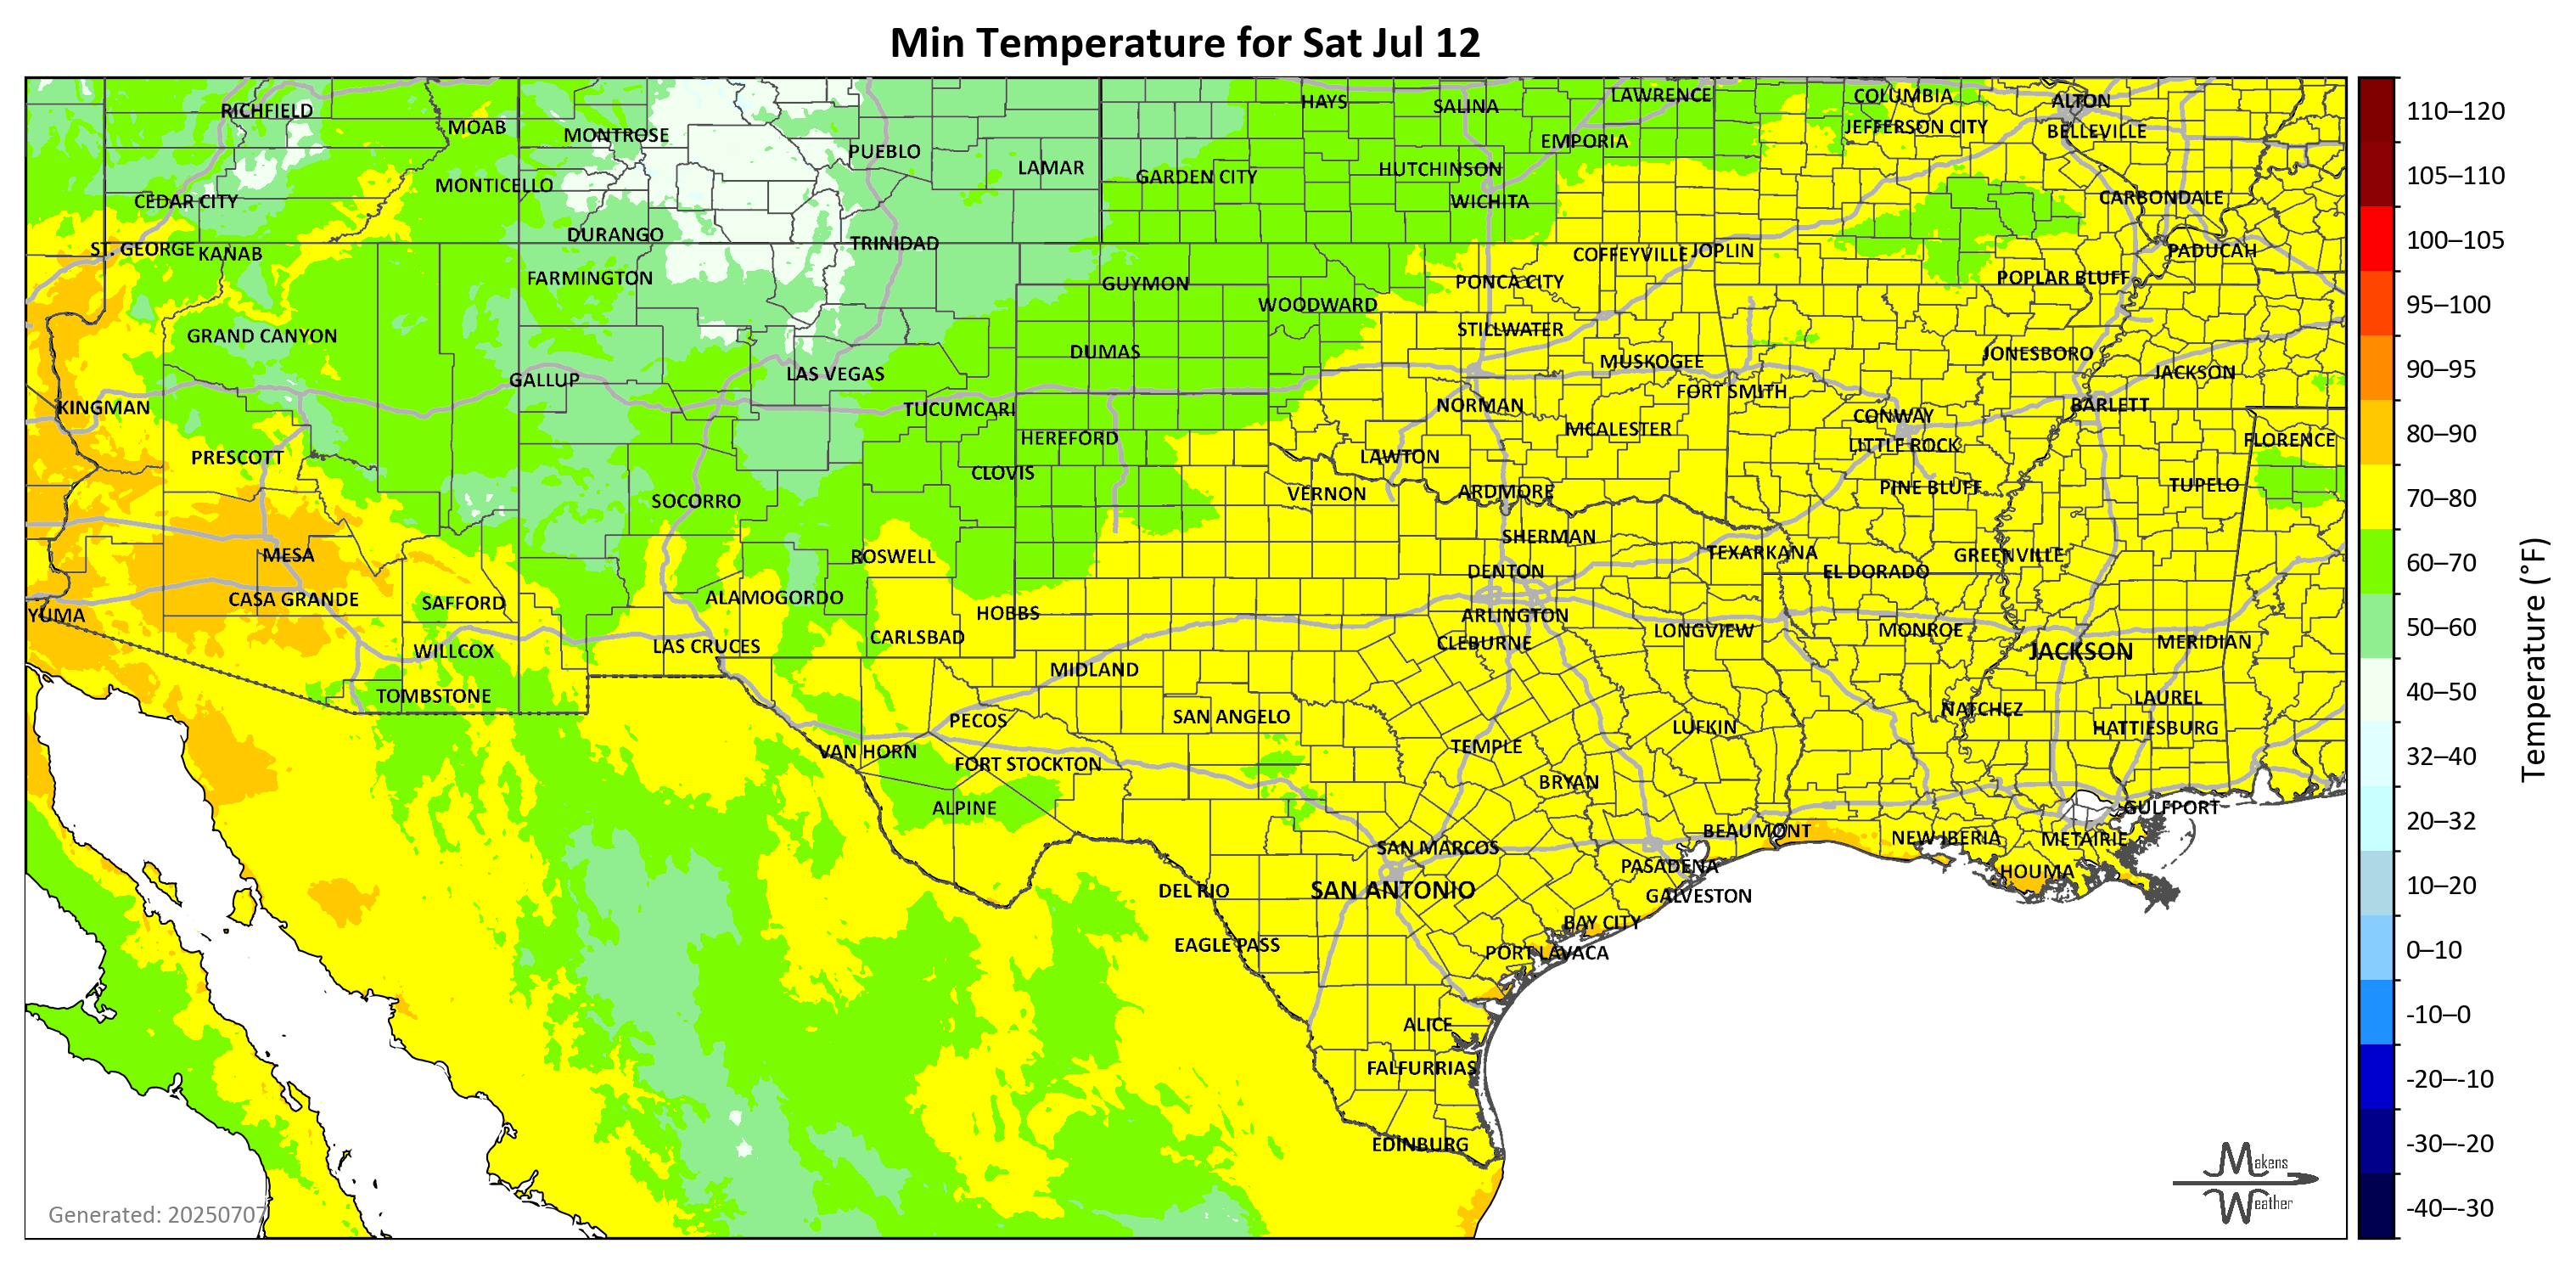 Min Temperature for Sat Jul 12
RICHFIELD
MOAB
MONTROSE
PUEBLO
LAMAR
HAYS
SALINA
LAWRENCE
COLUMBIA
ALTON
EMPORIA
JEFFERSON CITY
BELLEVILLE
MONTICELLO
GARDEN CITY
HUTCHINSON
CEDAR CITY
WICHITA
CARBONDALE
DURANGO
TRINIDAD
ST. GEORGE
KANAB
COFFEYVILLE
JOPLIN
PADUCAH
FARMINGTON
GUYMON
PONCA CITY
POPLAR BLUFF
WOODWARD
GRAND CANYON
STILLWATER
DUMAS
MUSKOGEE
JONESBORO
GALLUP
LAS VEGAS
FORT SMITH
JACKSON
KINGMAN
TUCUMCARI
NORMAN
CONWAY
BARLETT
HEREFORD
MCALESTER
LITTLE ROCK
FLORENCE
PRESCOTT
CLOVIS
LAWTON
SOCORRO
VERNON
ARDMORE
PINE BLUFF
TUPELO
MESA
ROSWELL
SHERMAN
TEXARKANA
GREENVILLE
DENTON
EL DORADO
CASA GRANDE
SAFFORD
ALAMOGORDO
HOBBS
ARLINGTON
YUMA
CARLSBAD
CLEBURNE
LONGVIEW
MONROE
MERIDIAN
WILLCOX
LAS CRUCES
MIDLAND
JACKSON
TOMBSTONE
LAUREL
PECOS
SAN ANGELO
NATCHEZ
LUFKIN
HATTIESBURG
VAN HORN
TEMPLE
FORT STOCKTON
BRYAN
ALPINE
GULFPORT
BEAUMONT
NEW IBERIA
METAIRIE
SAN MARCOS
PASADENA
HOUMA
DEL RIO
SAN ANTONIO
GALVESTON
BAY CITY
EAGLE PASS
PORT LAVACA
ALICE
FALFURRIAS
EDINBURG
Generated: 20250707
Makens
Weather
110–120
105–110
100–105
95–100
90–95
80–90
70–80
60–70
50–60
40–50
32–40
20–32
10–20
0–10
-10–0
-20–-10
-30–-20
-40–-30
Temperature (°F)